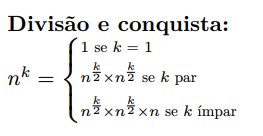 Divisão e conquista:
1 se k = 1
n^k = { n^{k/2} × n^{k/2} se k par
n^{k/2} × n^{k/2} × n se k ímpar